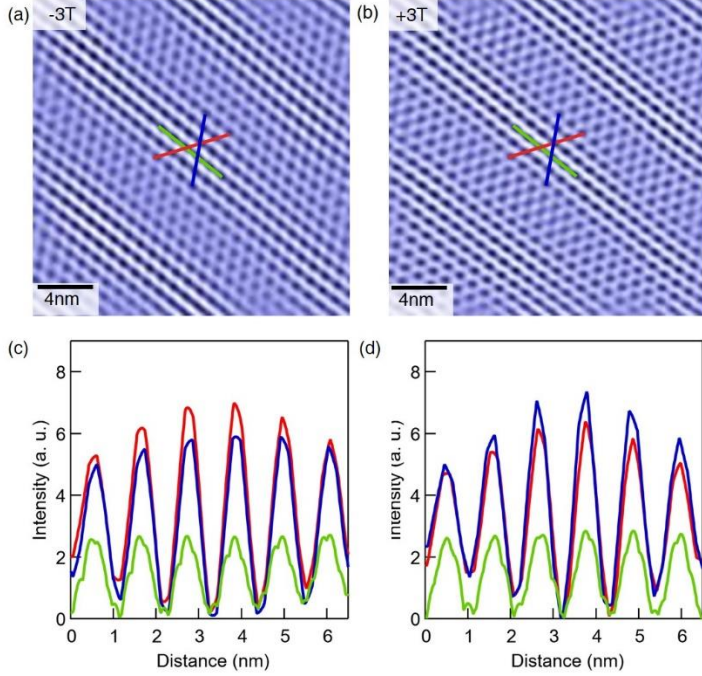 (a) -3T
4nm
(b) +3T
4nm
(c)
8
6
4
2
0
Intensity (a. u.)
0 1 2 3 4 5 6
Distance (nm)
(d)
8
6
4
2
0
Intensity (a. u.)
0 1 2 3 4 5 6
Distance (nm)